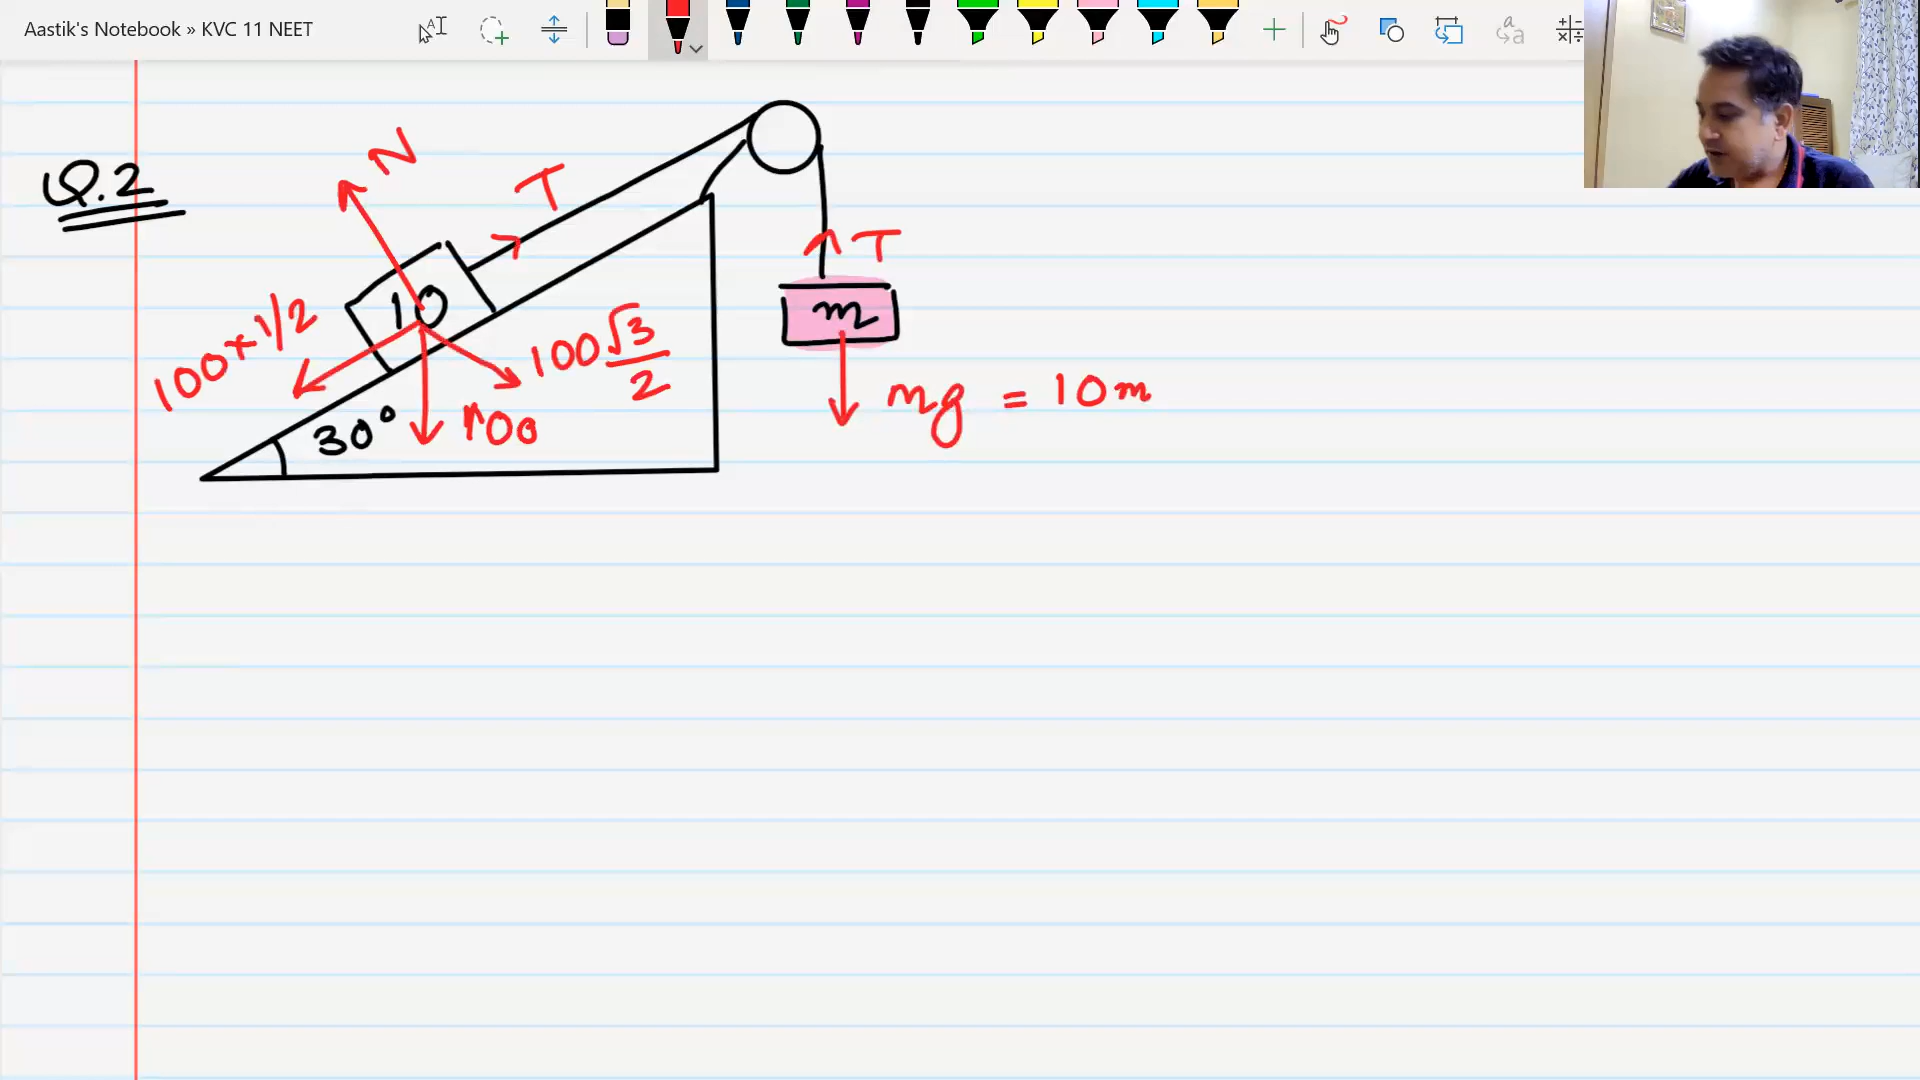 Aastik's Notebook » KVC 11 NEET
Q.2
N
T
10
100 × 1/2
100 √3/2
30°
100
T
m
mg = 10m